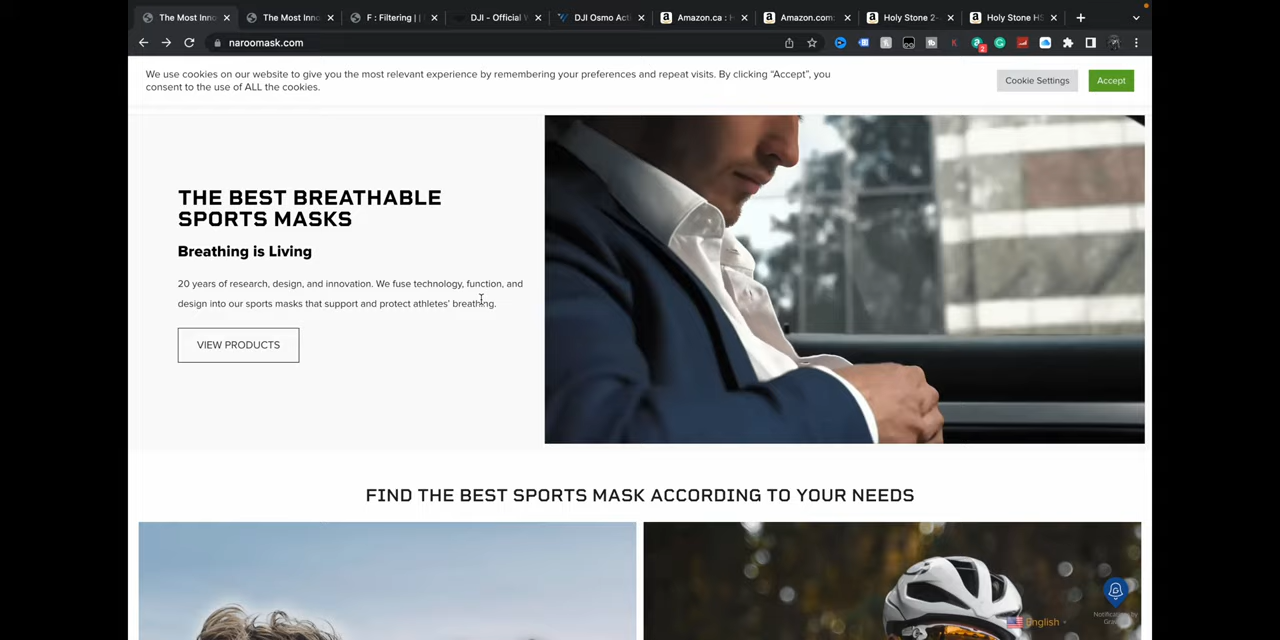 The Most Inno
The Most Inno
F : Filtering | |
DJI - Official
DJI Osmo Acti
Amazon.ca : H
Amazon.com:
Holy Stone 2-
Holy Stone HS
naroomask.com
We use cookies on our website to give you the most relevant experience by remembering your preferences and repeat visits. By clicking “Accept”, you
consent to the use of ALL the cookies.
Cookie Settings
Accept
THE BEST BREATHABLE
SPORTS MASKS
Breathing is Living
20 years of research, design, and innovation. We fuse technology, function, and
design into our sports masks that support and protect athletes’ breathing.
VIEW PRODUCTS
FIND THE BEST SPORTS MASK ACCORDING TO YOUR NEEDS
Notification By
English